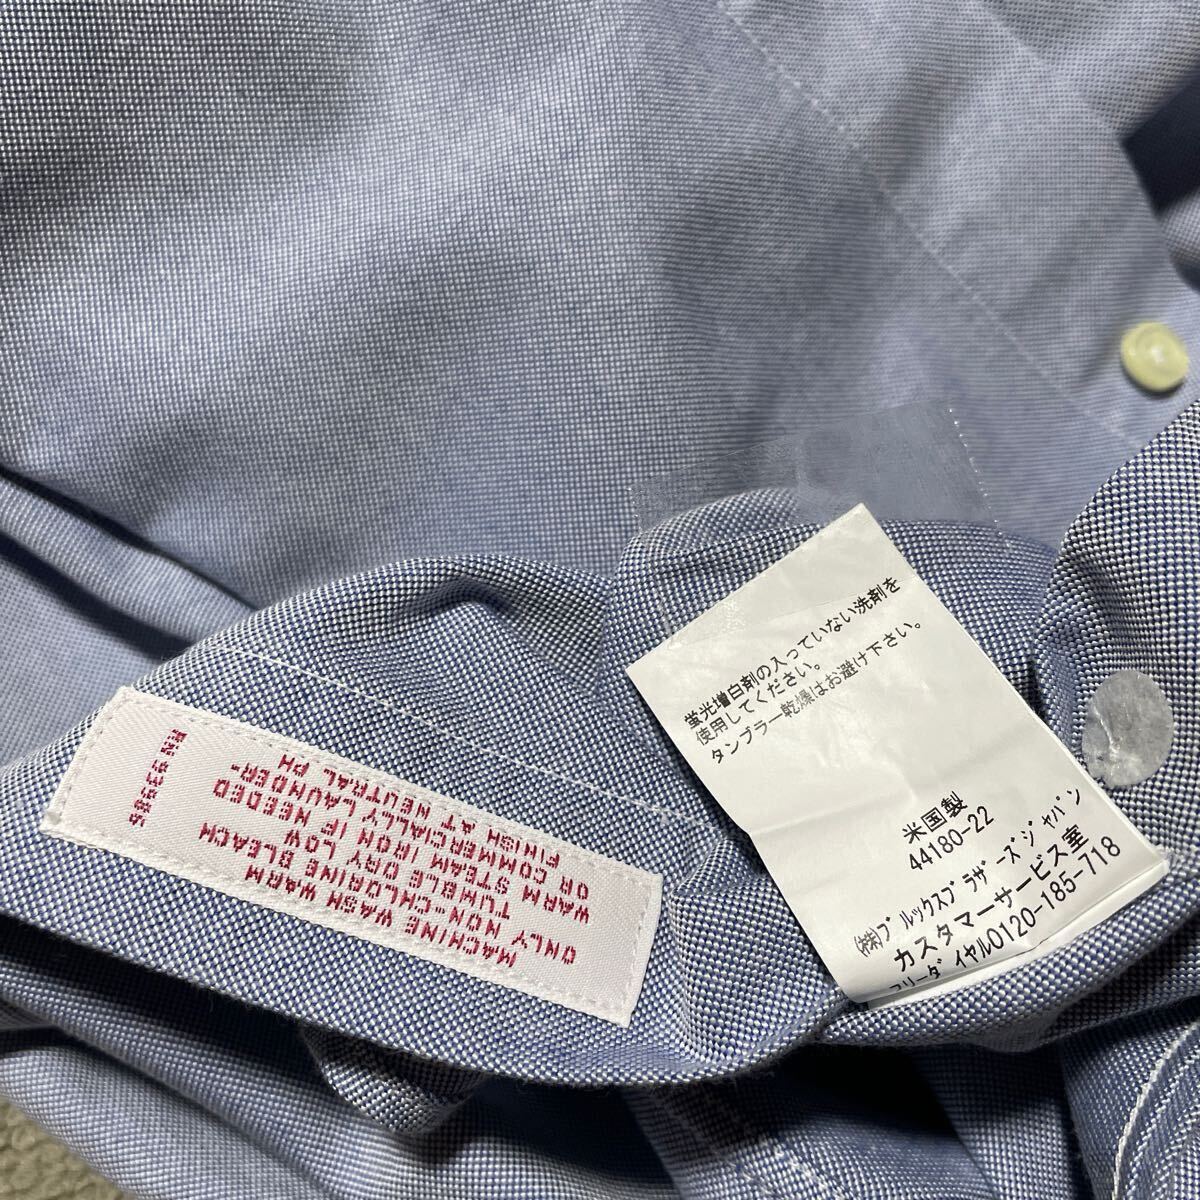 MACHINE WASH WARM
ONLY NON-CHLORINE BLEACH
TUMBLE DRY LOW
WARM STEAM IRON IF NEEDED
OR COMMERCIALLY LAUNDER-
FINISH AT NEUTRAL PH
RN 93985
蛍光増白剤の入っていない洗剤を
使用してください。
タンブラー乾燥はお避け下さい。
米国製
44180-22
(株)ブルックスブラザーズジャパン
カスタマーサービス室
フリーダイヤル0120-185-718